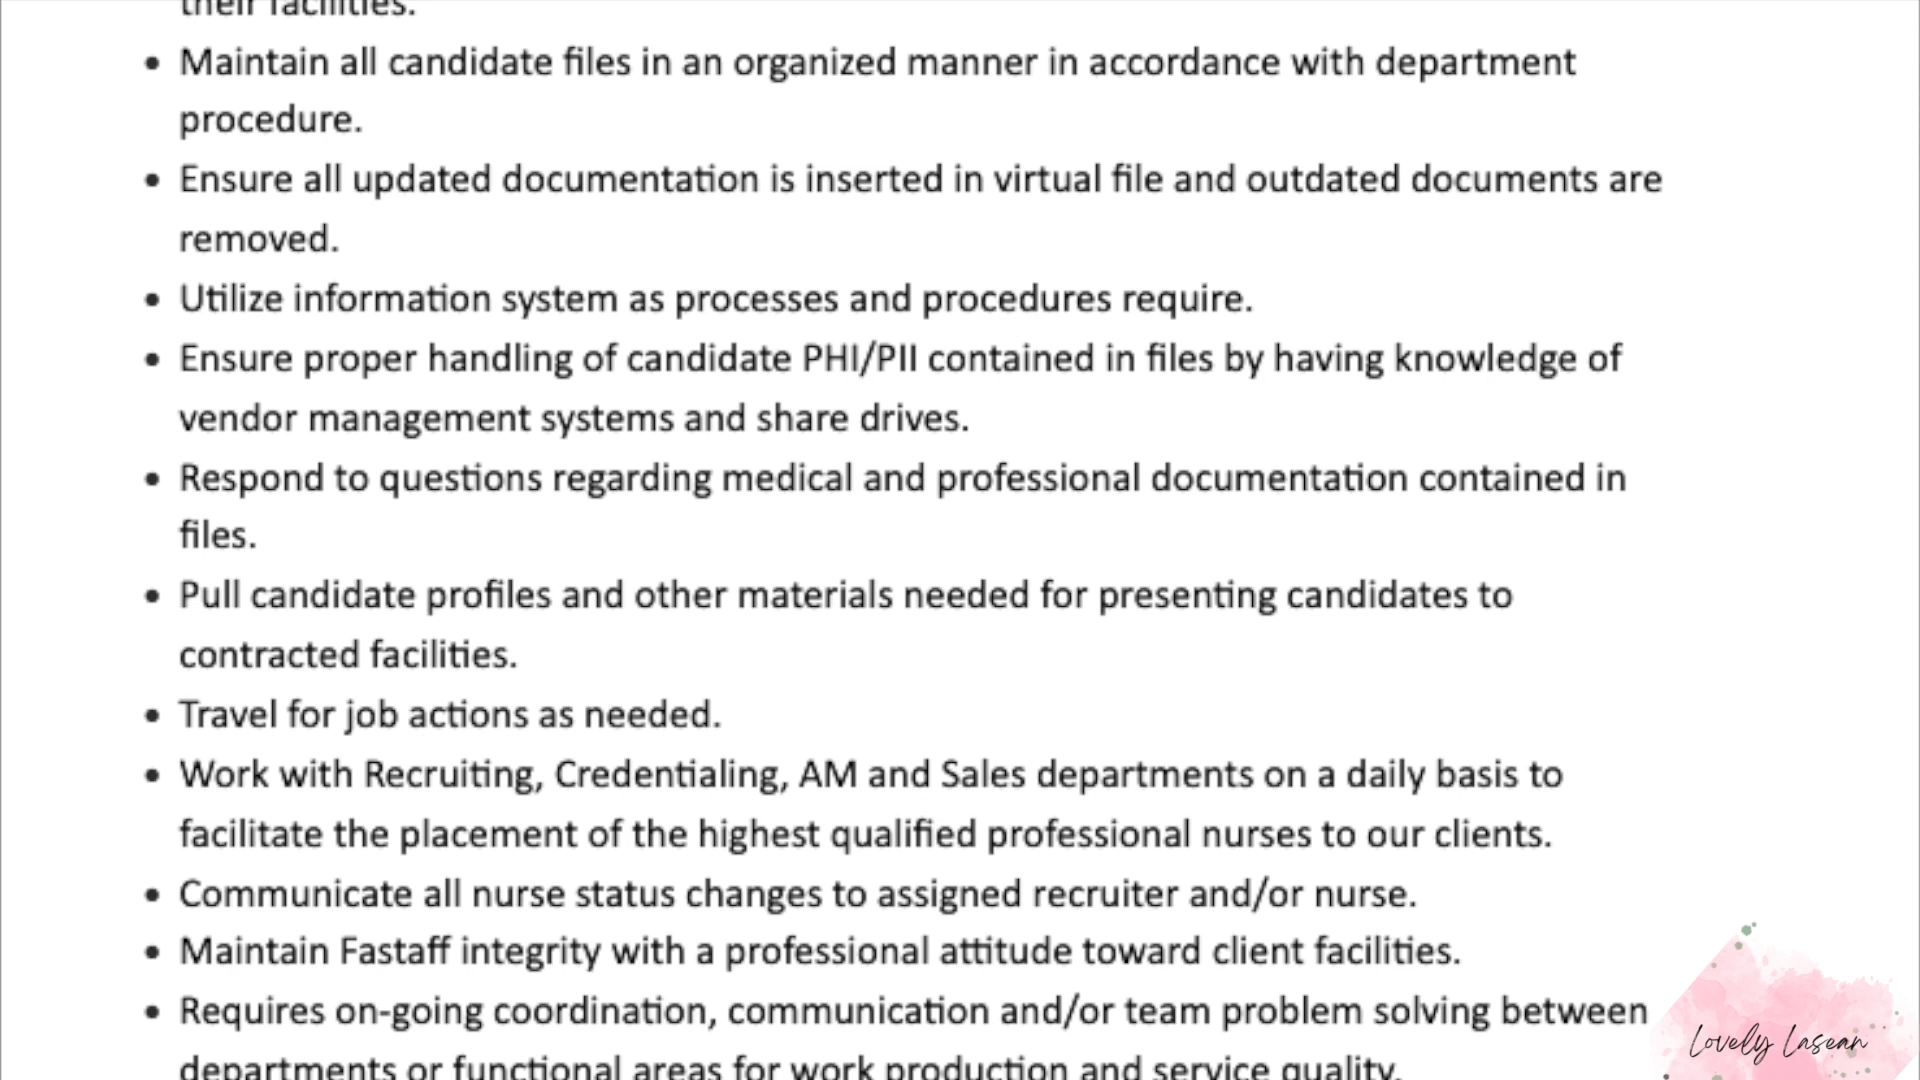 their facilities.
• Maintain all candidate files in an organized manner in accordance with department
procedure.
• Ensure all updated documentation is inserted in virtual file and outdated documents are
removed.
• Utilize information system as processes and procedures require.
• Ensure proper handling of candidate PHI/PII contained in files by having knowledge of
vendor management systems and share drives.
• Respond to questions regarding medical and professional documentation contained in
files.
• Pull candidate profiles and other materials needed for presenting candidates to
contracted facilities.
• Travel for job actions as needed.
• Work with Recruiting, Credentialing, AM and Sales departments on a daily basis to
facilitate the placement of the highest qualified professional nurses to our clients.
• Communicate all nurse status changes to assigned recruiter and/or nurse.
• Maintain Fastaff integrity with a professional attitude toward client facilities.
• Requires on-going coordination, communication and/or team problem solving between
departments or functional areas for work production and service quality.
Lovely Lasean